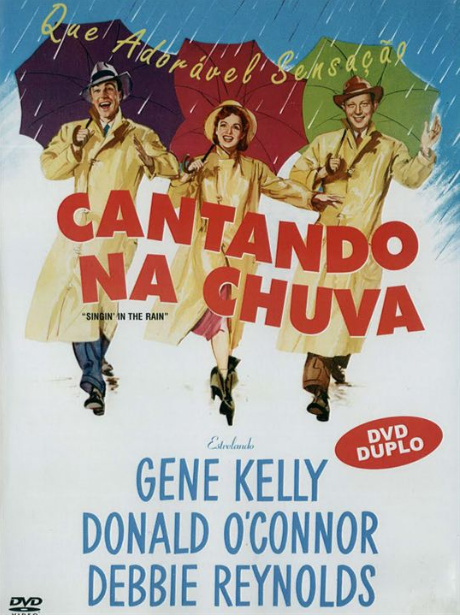 Que Adorável Sensação
CANTANDO
NA CHUVA
"SINGIN' IN THE RAIN"
DVD
DUPLO
Estrelando
GENE KELLY
DONALD O'CONNOR
DEBBIE REYNOLDS
DVD
VIDEO